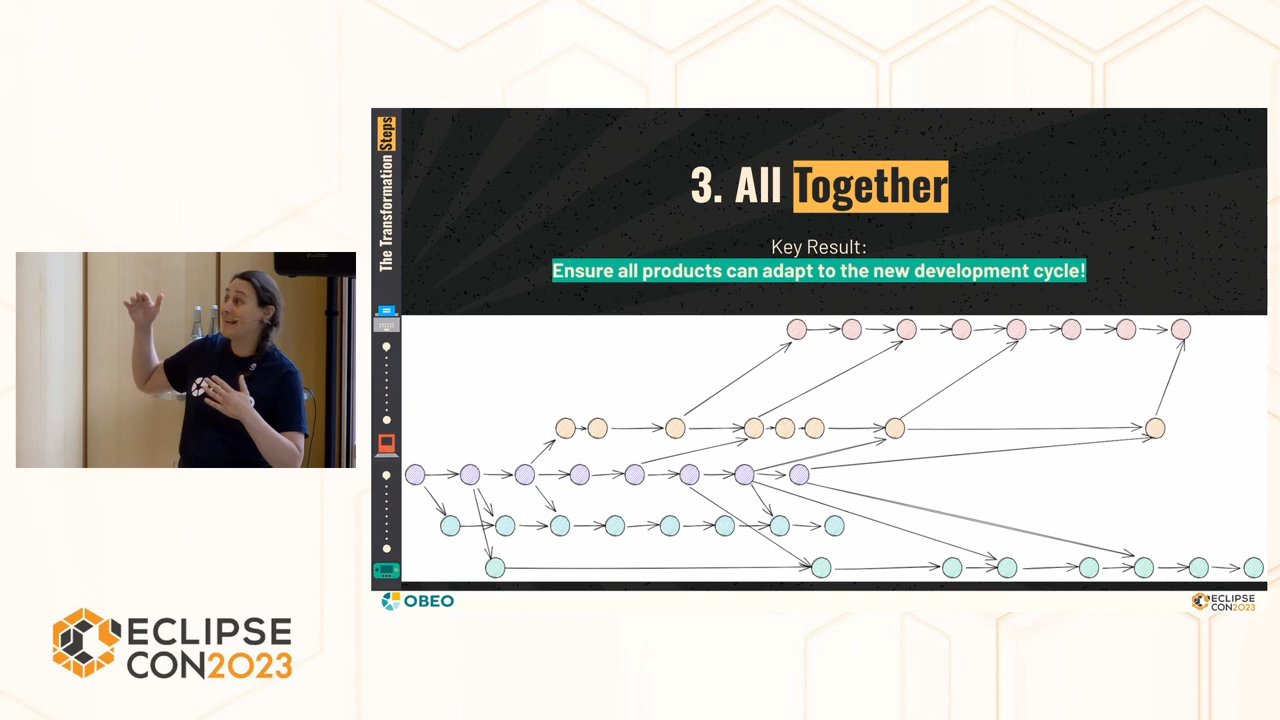 The Transformation Steps
3. All Together
Key Result:
Ensure all products can adapt to the new development cycle!
OBEO
ECLIPSE
CON2023
ECLIPSE
CON2023